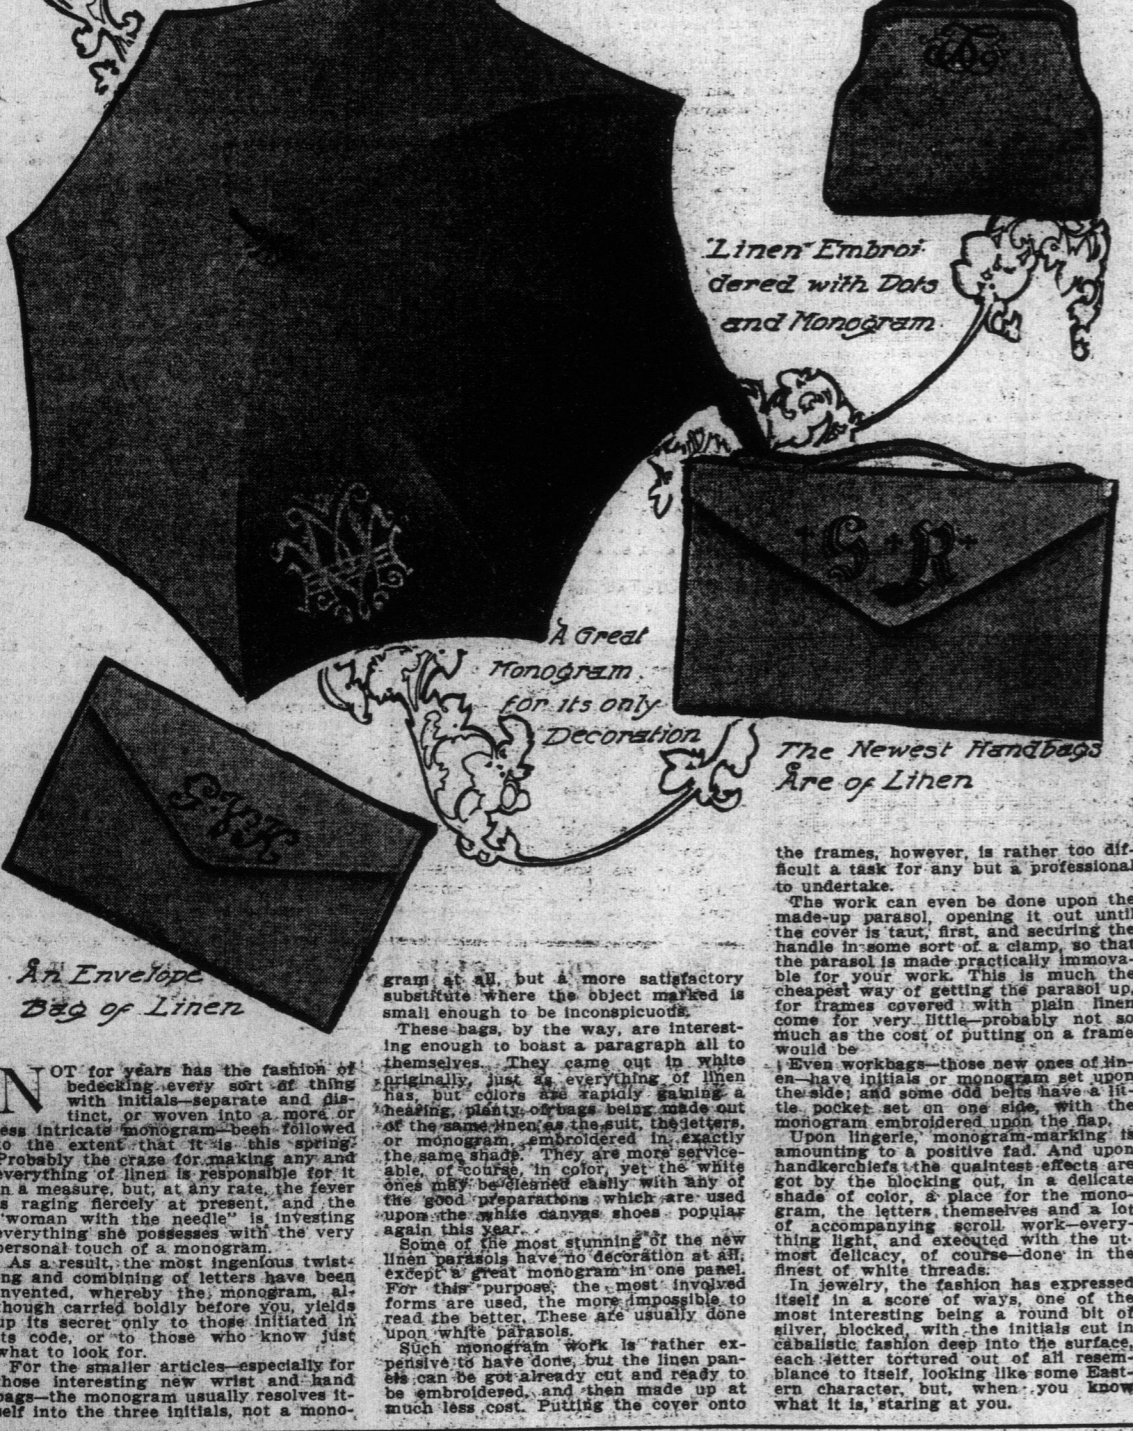 "Linen" Embroi-
dered with Dots
and Monogram
S R
A Great
Monogram
for its only
Decoration
The Newest Handbags
Are of Linen
An Envelope
Bag of Linen
NOT for years has the fashion of
bedecking every sort of thing
with initials—separate and dis-
tinct, or woven into a more or
ess intricate monogram—been followed
o the extent that it is this spring.
Probably the craze for making any and
everything of linen is responsible for it
n a measure, but, at any rate, the fever
s raging fiercely at present, and the
"woman with the needle" is investing
everything she possesses with the very
personal touch of a monogram.
As a result, the most ingenious twist-
ng and combining of letters have been
nvented, whereby the monogram, al-
hough carried boldly before you, yields
up its secret only to those initiated in
ts code, or to those who know just
what to look for.
For the smaller articles—especially for
hose interesting new wrist and hand
bags—the monogram usually resolves it-
elf into the three initials, not a mono-
gram at all, but a more satisfactory
substitute where the object marked is
small enough to be inconspicuous.
These bags, by the way, are interest-
ing enough to boast a paragraph all to
themselves. They came out in white
originally, just as everything of linen
has, but colors are rapidly gaining a
hearing, plenty of bags being made out
of the same linen as the suit, the letters,
or monogram, embroidered in exactly
the same shade. They are more service-
able, of course, in color, yet the white
ones may be cleaned easily with any of
the good preparations which are used
upon the white canvas shoes popular
again this year.
Some of the most stunning of the new
linen parasols have no decoration at all,
except a great monogram in one panel.
For this purpose, the most involved
forms are used, the more impossible to
read the better. These are usually done
upon white parasols.
Such monogram work is rather ex-
pensive to have done, but the linen pan-
els can be got already cut and ready to
be embroidered, and then made up at
much less cost. Putting the cover onto
the frames, however, is rather too dif-
ficult a task for any but a professional
to undertake.
The work can even be done upon the
made-up parasol, opening it out until
the cover is taut, first, and securing the
handle in some sort of a clamp, so that
the parasol is made practically immova-
ble for your work. This is much the
cheapest way of getting the parasol up,
for frames covered with plain linen
come for very little—probably not so
much as the cost of putting on a frame
would be
Even workbags—those new ones of lin-
en—have initials or monogram set upon
the side; and some odd belts have a lit-
tle pocket set on one side, with the
monogram embroidered upon the flap.
Upon lingerie, monogram-marking is
amounting to a positive fad. And upon
handkerchiefs the quaintest effects are
got by the blocking out, in a delicate
shade of color, a place for the mono-
gram, the letters themselves and a lot
of accompanying scroll work—every-
thing light, and executed with the ut-
most delicacy, of course—done in the
finest of white threads.
In jewelry, the fashion has expressed
itself in a score of ways, one of the
most interesting being a round bit of
silver, blocked, with the initials cut in
cabalistic fashion deep into the surface,
each letter tortured out of all resem-
blance to itself, looking like some East-
ern character, but, when you know
what it is, staring at you.